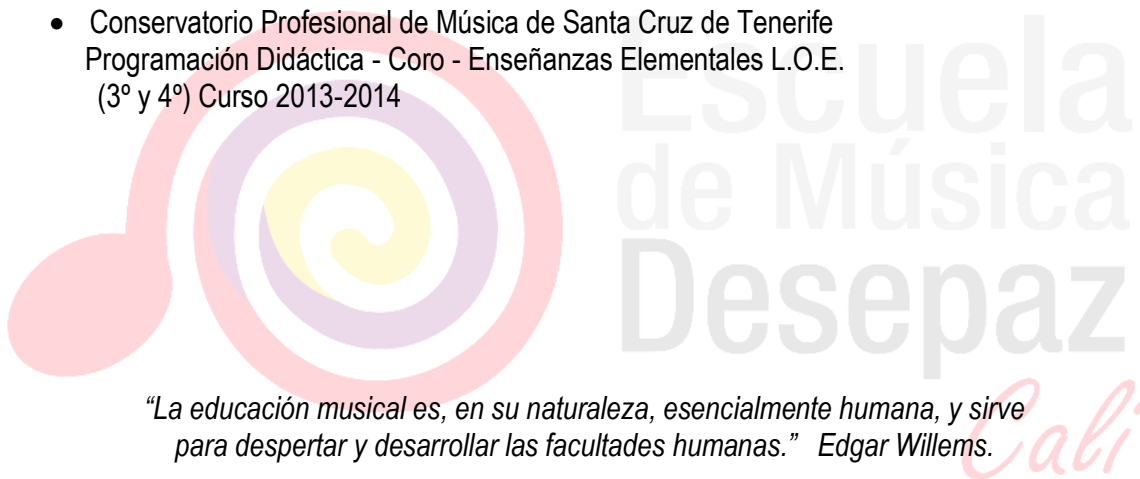 • Conservatorio Profesional de Música de Santa Cruz de Tenerife
Programación Didáctica - Coro - Enseñanzas Elementales L.O.E.
(3º y 4º) Curso 2013-2014
Escuela
de Música
Desepaz
Cali
“La educación musical es, en su naturaleza, esencialmente humana, y sirve
para despertar y desarrollar las facultades humanas.” Edgar Willems.